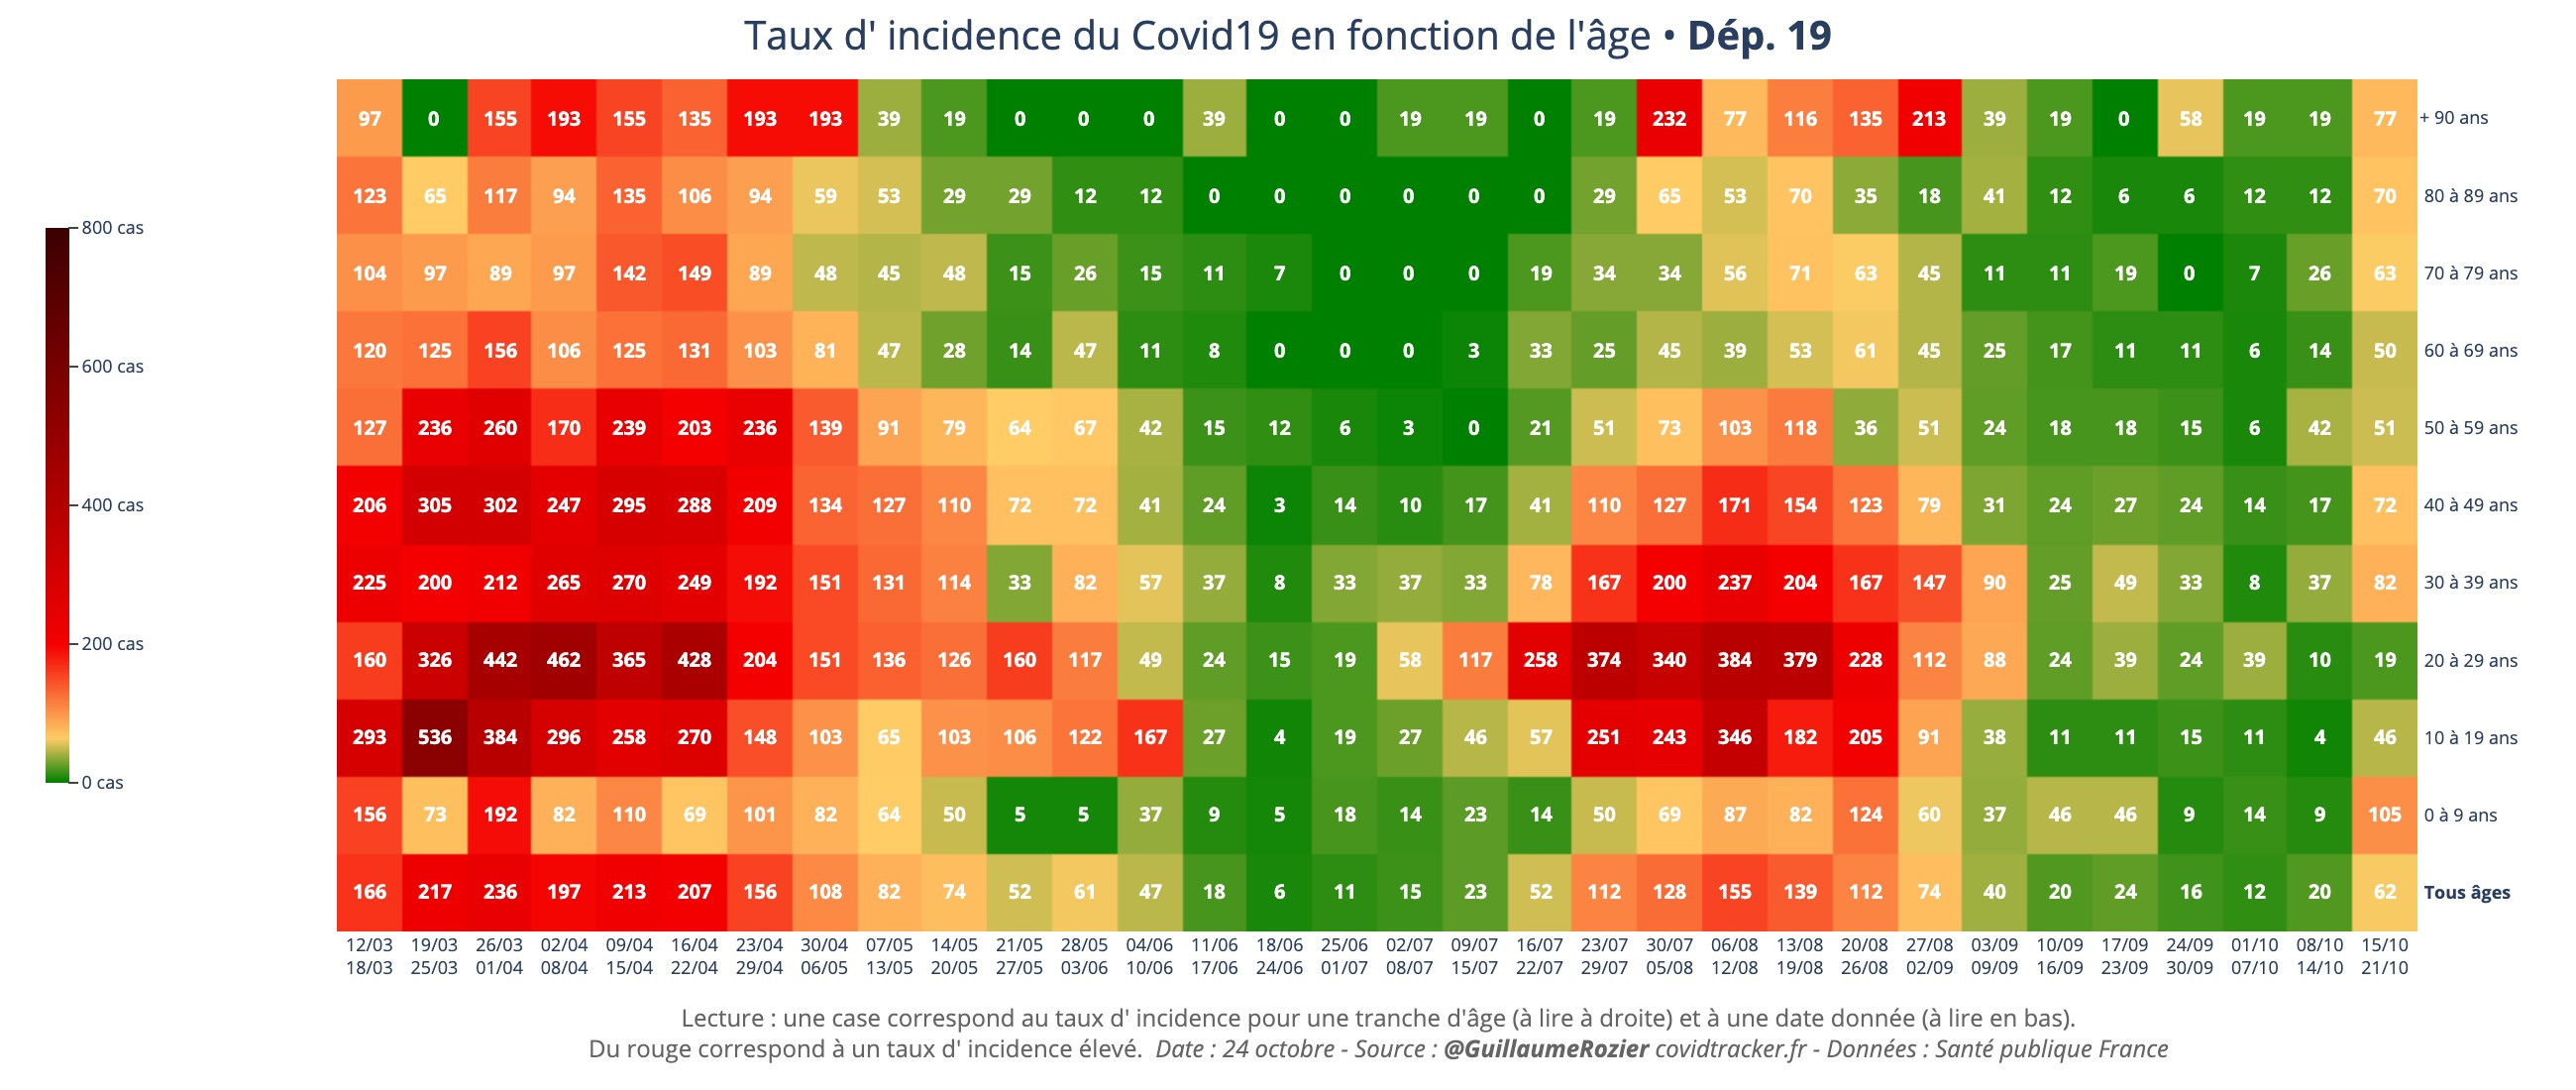 Taux d' incidence du Covid19 en fonction de l'âge • Dép. 19
97 0 155 193 155 135 193 193 39 19 0 0 0 39 0 0 19 19 0 19 232 77 116 135 213 39 19 0 58 19 19 77 + 90 ans
123 65 117 94 135 106 94 59 53 29 29 12 12 0 0 0 0 0 0 29 65 53 70 35 18 41 12 6 6 12 12 70 80 à 89 ans
800 cas
104 97 89 97 142 149 89 48 45 48 15 26 15 11 7 0 0 0 19 34 34 56 71 63 45 11 11 19 0 7 26 63 70 à 79 ans
120 125 156 106 125 131 103 81 47 28 14 47 11 8 0 0 0 3 33 25 45 39 53 61 45 25 17 11 11 6 14 50 60 à 69 ans
600 cas
127 236 260 170 239 203 236 139 91 79 64 67 42 15 12 6 3 0 21 51 73 103 118 36 51 24 18 18 15 6 42 51 50 à 59 ans
400 cas
206 305 302 247 295 288 209 134 127 110 72 72 41 24 3 14 10 17 41 110 127 171 154 123 79 31 24 27 24 14 17 72 40 à 49 ans
225 200 212 265 270 249 192 151 131 114 33 82 57 37 8 33 37 33 78 167 200 237 204 167 147 90 25 49 33 8 37 82 30 à 39 ans
200 cas
160 326 442 462 365 428 204 151 136 126 160 117 49 24 15 19 58 117 258 374 340 384 379 228 112 88 24 39 24 39 10 19 20 à 29 ans
293 536 384 296 258 270 148 103 65 103 106 122 167 27 4 19 27 46 57 251 243 346 182 205 91 38 11 11 15 11 4 46 10 à 19 ans
0 cas
156 73 192 82 110 69 101 82 64 50 5 5 37 9 5 18 14 23 14 50 69 87 82 124 60 37 46 46 9 14 9 105 0 à 9 ans
166 217 236 197 213 207 156 108 82 74 52 61 47 18 6 11 15 23 52 112 128 155 139 112 74 40 20 24 16 12 20 62 Tous âges
12/03 19/03 26/03 02/04 09/04 16/04 23/04 30/04 07/05 14/05 21/05 28/05 04/06 11/06 18/06 25/06 02/07 09/07 16/07 23/07 30/07 06/08 13/08 20/08 27/08 03/09 10/09 17/09 24/09 01/10 08/10 15/10
18/03 25/03 01/04 08/04 15/04 22/04 29/04 06/05 13/05 20/05 27/05 03/06 10/06 17/06 24/06 01/07 08/07 15/07 22/07 29/07 05/08 12/08 19/08 26/08 02/09 09/09 16/09 23/09 30/09 07/10 14/10 21/10
Lecture : une case correspond au taux d' incidence pour une tranche d'âge (à lire à droite) et à une date donnée (à lire en bas).
Du rouge correspond à un taux d' incidence élevé. Date : 24 octobre - Source : @GuillaumeRozier covidtracker.fr - Données : Santé publique France